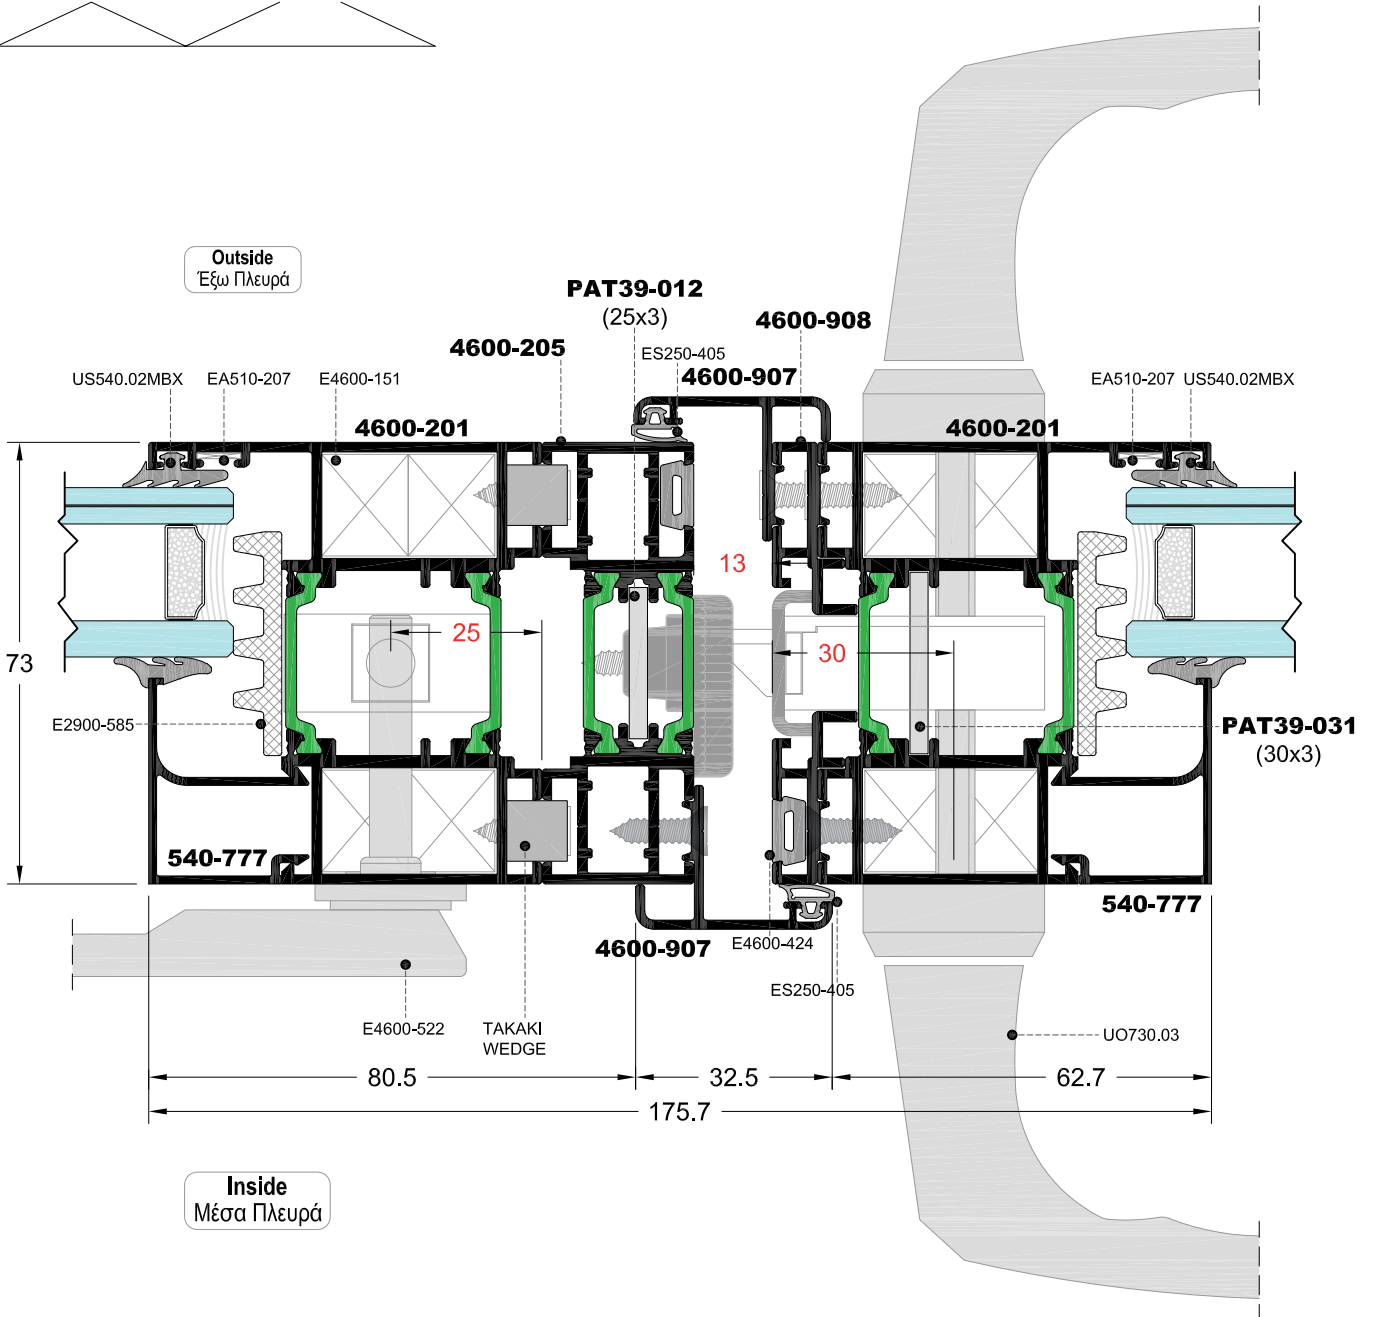 Outside
Έξω Πλευρά
PAT39-012
(25x3)
4600-908
4600-205
ES250-405
4600-907
US540.02MBX
EA510-207
E4600-151
EA510-207
US540.02MBX
4600-201
4600-201
13
25
30
73
E2900-585
PAT39-031
(30x3)
540-777
540-777
4600-907
E4600-424
ES250-405
E4600-522
TAKAKI
WEDGE
UO730.03
80.5
32.5
62.7
175.7
Inside
Μέσα Πλευρά